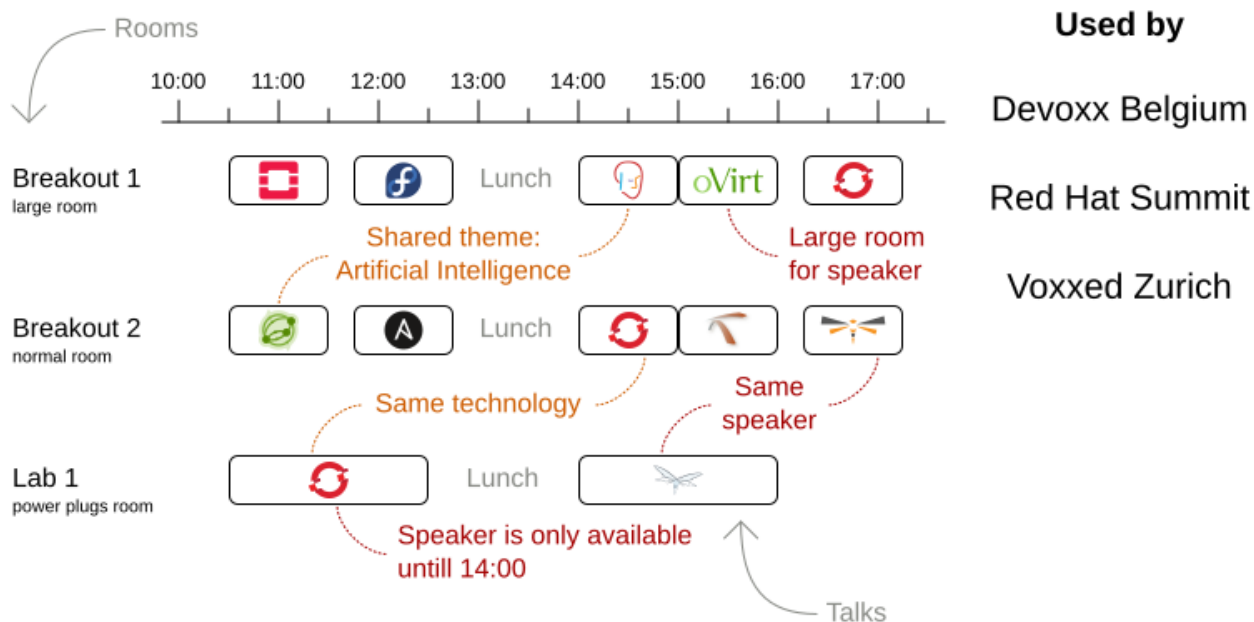 Rooms
Used by
10:00 11:00 12:00 13:00 14:00 15:00 16:00 17:00
Devoxx Belgium
Red Hat Summit
Voxxed Zurich
Breakout 1
large room
Lunch
oVirt
Shared theme:
Artificial Intelligence
Large room
for speaker
Breakout 2
normal room
Lunch
Same technology
Same
speaker
Lab 1
power plugs room
Lunch
Speaker is only available
untill 14:00
Talks